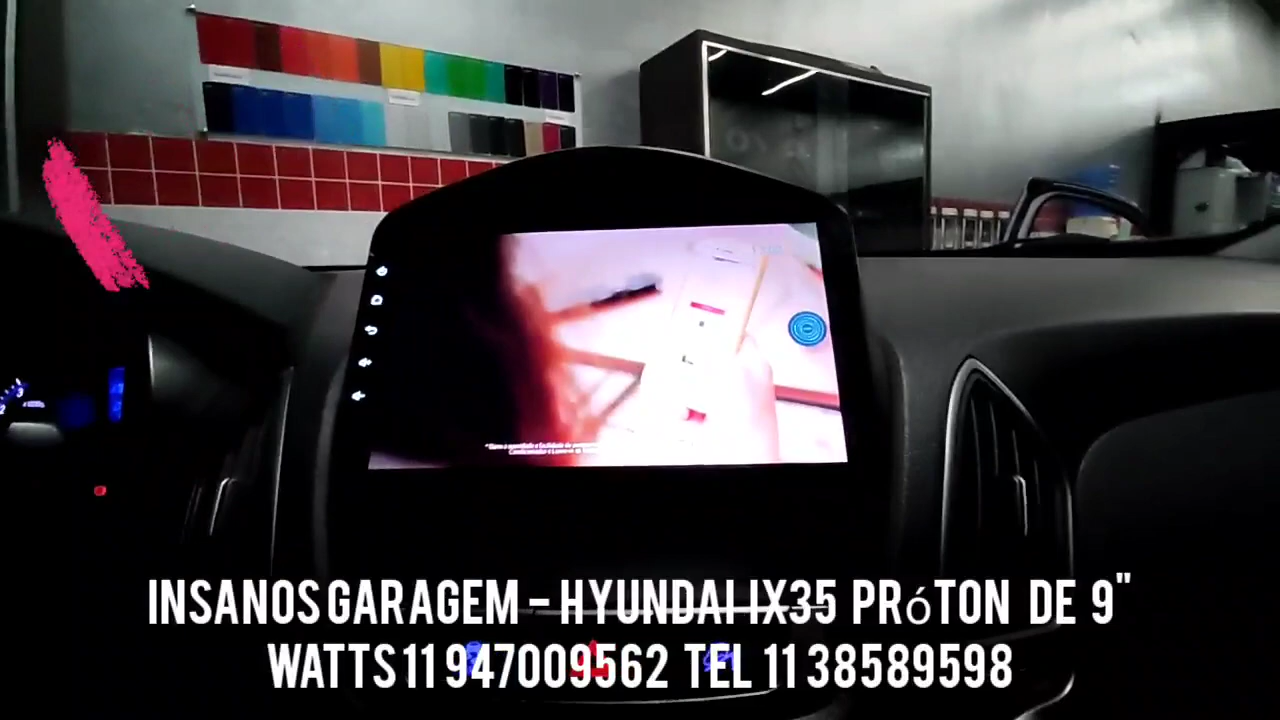 INSANOS GARAGEM - HYUNDAI IX35 PRóTON DE 9"
WATTS 11 947009562 TEL 11 38589598